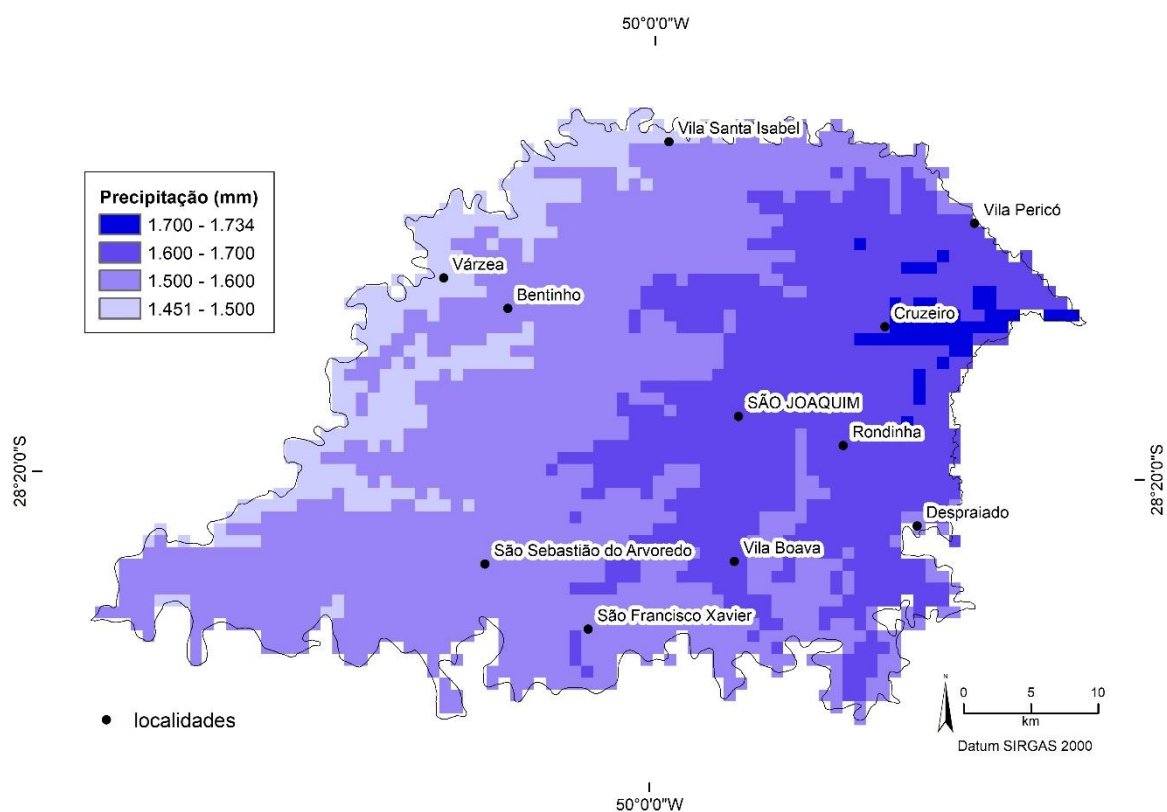 50°0'0"W
Vila Santa Isabel
Precipitação (mm)
1.700 - 1.734
1.600 - 1.700
1.500 - 1.600
1.451 - 1.500
Vila Pericó
Várzea
Bentinho
Cruzeiro
SÃO JOAQUIM
Rondinha
28°20'0"S
28°20'0"S
Despraiado
São Sebastião do Arvoredo
Vila Boava
São Francisco Xavier
localidades
N
0 5 10
km
Datum SIRGAS 2000
50°0'0"W